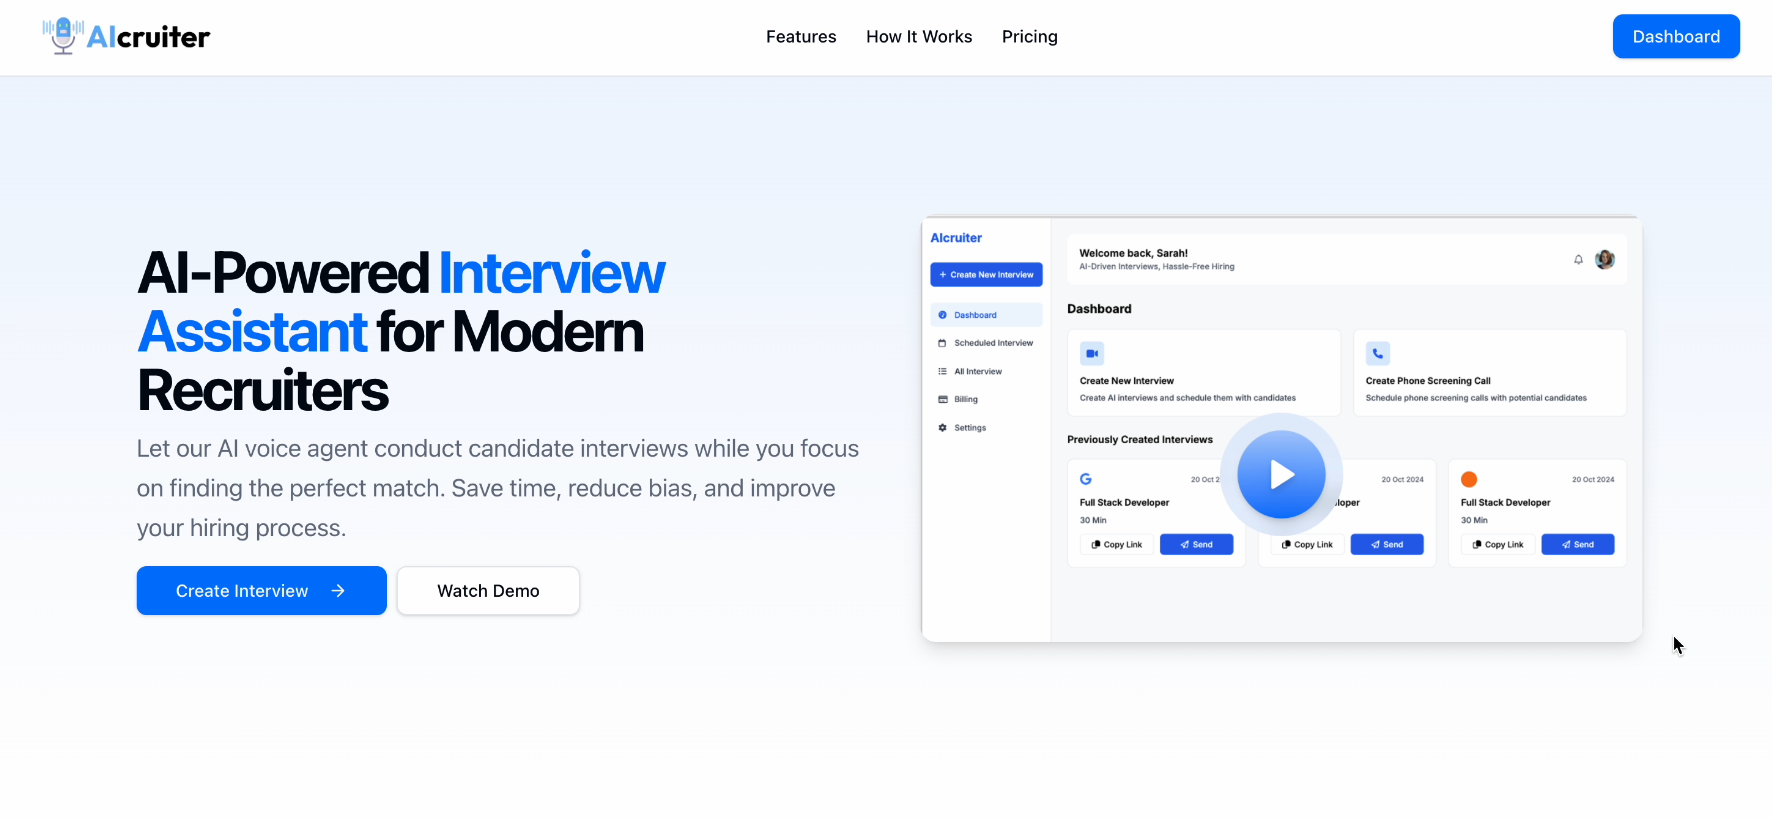 AIcruiter
Features
How It Works
Pricing
Dashboard
AI-Powered Interview
Assistant for Modern
Recruiters
Let our AI voice agent conduct candidate interviews while you focus
on finding the perfect match. Save time, reduce bias, and improve
your hiring process.
Create Interview
Watch Demo
AIcruiter
+ Create New Interview
Dashboard
Scheduled Interview
All Interview
Billing
Settings
Welcome back, Sarah!
AI-Driven Interviews, Hassle-Free Hiring
Dashboard
Create New Interview
Create AI interviews and schedule them with candidates
Create Phone Screening Call
Schedule phone screening calls with potential candidates
Previously Created Interviews
G
20 Oct 2
Full Stack Developer
30 Min
Copy Link
Send
20 Oct 2024
Copy Link
Send
20 Oct 2024
Full Stack Developer
30 Min
Copy Link
Send